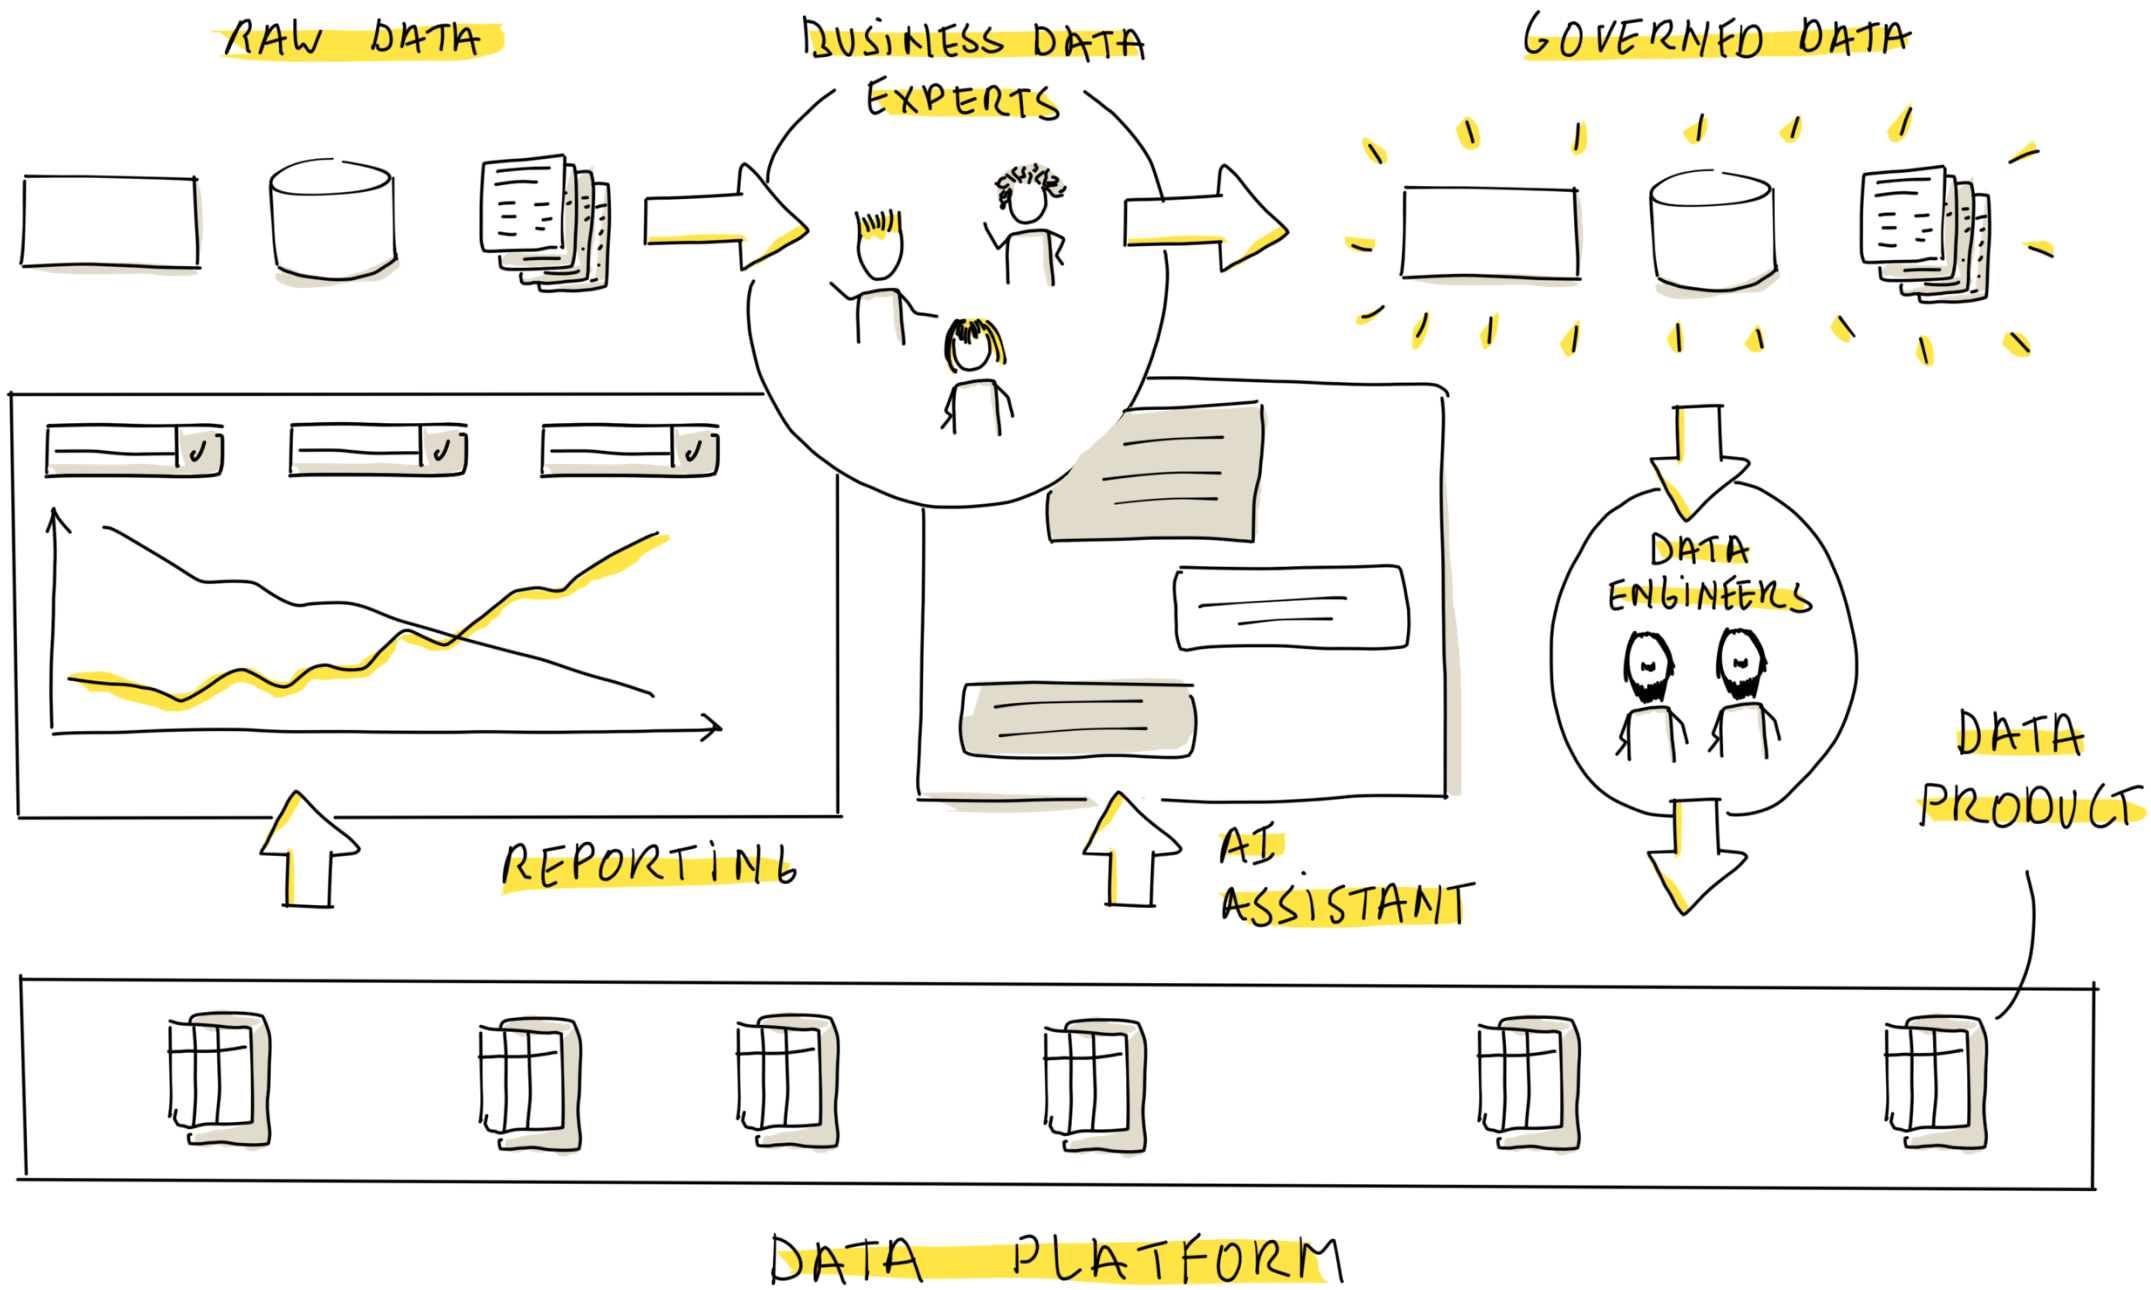 RAW DATA
BUSINESS DATA
EXPERTS
GOVERNED DATA
DATA
ENGINEERS
DATA
PRODUCT
REPORTING
AI
ASSISTANT
DATA PLATFORM